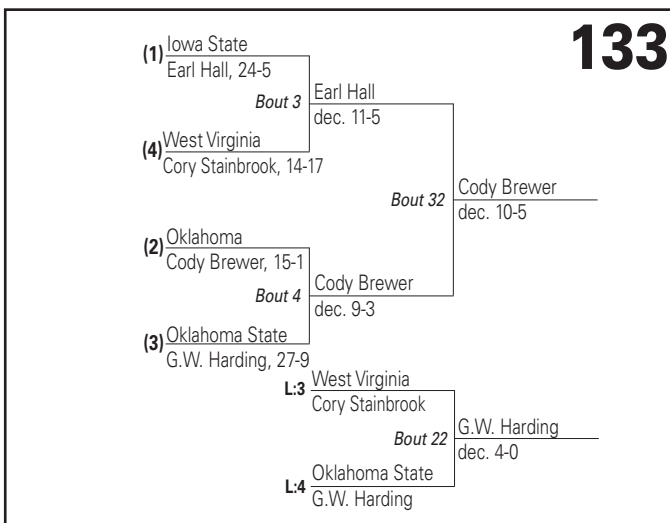 133
(1) Iowa State
Earl Hall, 24-5
Bout 3
Earl Hall
dec. 11-5
(4) West Virginia
Cory Stainbrook, 14-17
Bout 32
Cody Brewer
dec. 10-5
(2) Oklahoma
Cody Brewer, 15-1
Bout 4
Cody Brewer
dec. 9-3
(3) Oklahoma State
G.W. Harding, 27-9
L:3 West Virginia
Cory Stainbrook
Bout 22
G.W. Harding
dec. 4-0
L:4 Oklahoma State
G.W. Harding